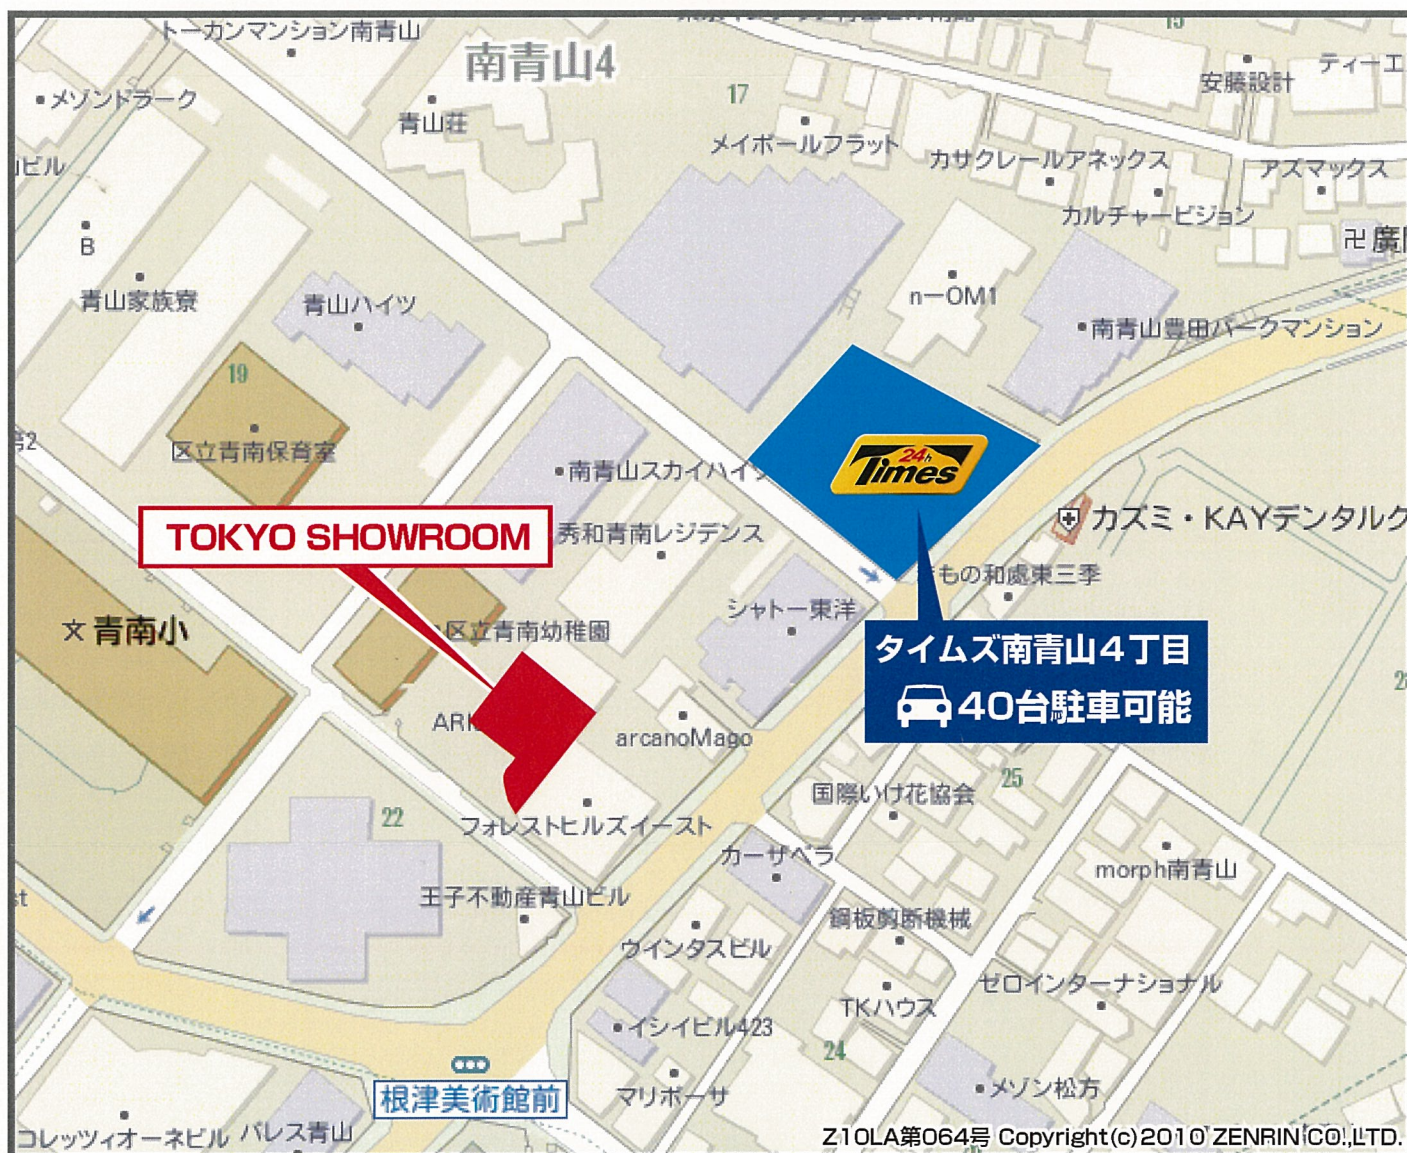 トーカンマンション南青山
南青山4
15
ティーエ
安藤設計
メゾンドラーク
17
青山荘
メイポールフラット
カサクレールアネックス
アズマックス
ビル
カルチャービジョン
卍廣
B
青山家族寮
青山ハイツ
n-OM1
南青山豊田パークマンション
19
区立青南保育室
第2
南青山スカイハイツ
24h
Times
TOKYO SHOWROOM
秀和青南レジデンス
カズミ・KAYデンタルク
もの和處東三季
シャトー東洋
文 青南小
区立青南幼稚園
タイムズ南青山4丁目
40台駐車可能
arcanoMago
22
フォレストヒルズイースト
国際いけ花協会
25
カーザベラ
morph南青山
st
王子不動産青山ビル
鋼板剪断機械
ウインタスビル
ゼロインターナショナル
TKハウス
イシイビル423
24
根津美術館前
マリポーサ
メゾン松方
コレッツィオーネビル
パレス青山
Z10LA第064号 Copyright(c)2010 ZENRIN CO.,LTD.